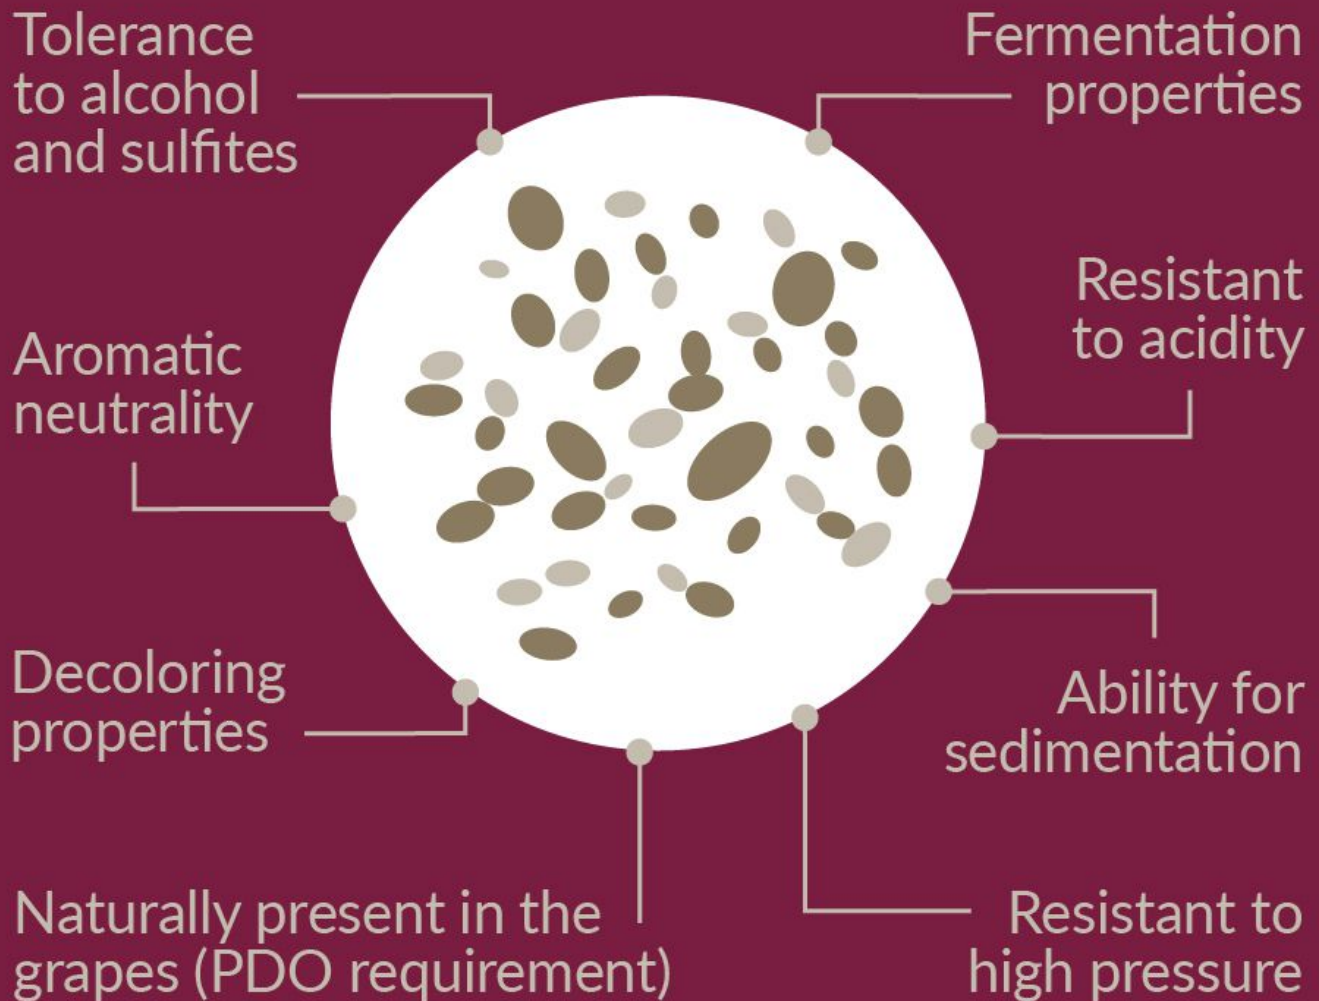 Tolerance
to alcohol
and sulfites
Fermentation
properties
Resistant
to acidity
Aromatic
neutrality
Decoloring
properties
Ability for
sedimentation
Naturally present in the
grapes (PDO requirement)
Resistant to
high pressure